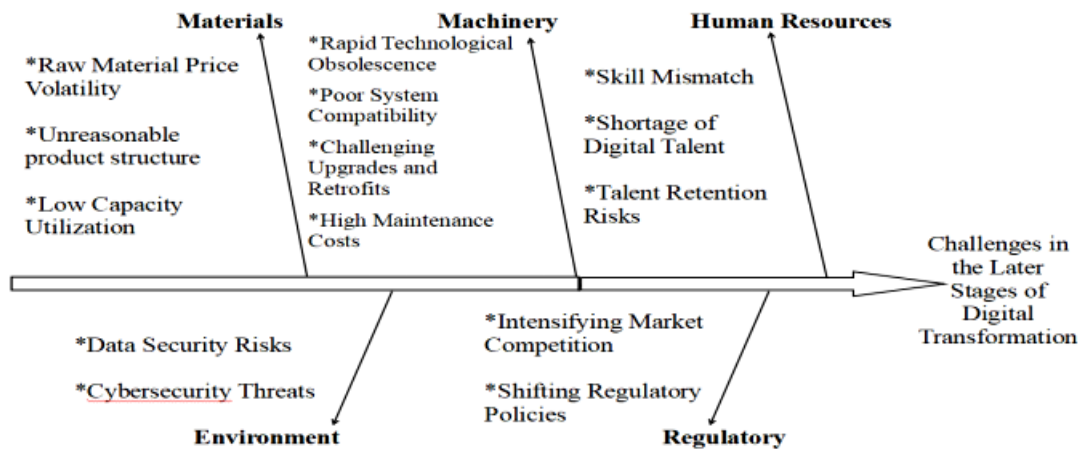 Materials
*Raw Material Price
Volatility
*Unreasonable
product structure
*Low Capacity
Utilization
Machinery
*Rapid Technological
Obsolescence
*Poor System
Compatibility
*Challenging
Upgrades and
Retrofits
*High Maintenance
Costs
Human Resources
*Skill Mismatch
*Shortage of
Digital Talent
*Talent Retention
Risks
Challenges in
the Later
Stages of
Digital
Transformation
*Data Security Risks
*Cybersecurity Threats
Environment
*Intensifying Market
Competition
*Shifting Regulatory
Policies
Regulatory